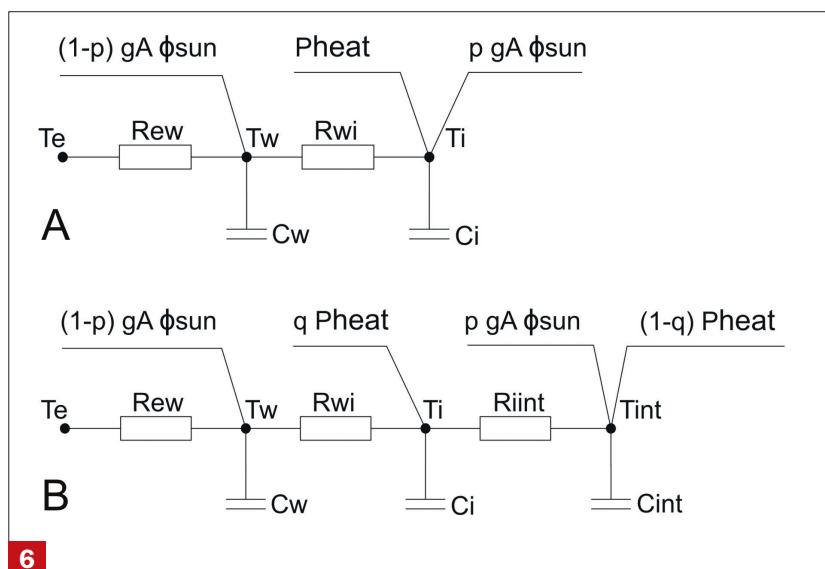 (1-p) gA ϕsun Pheat p gA ϕsun
Te Rew Tw Rwi Ti
A Cw Ci
(1-p) gA ϕsun q Pheat p gA ϕsun (1-q) Pheat
Te Rew Tw Rwi Ti Riint Tint
B Cw Ci Cint
6